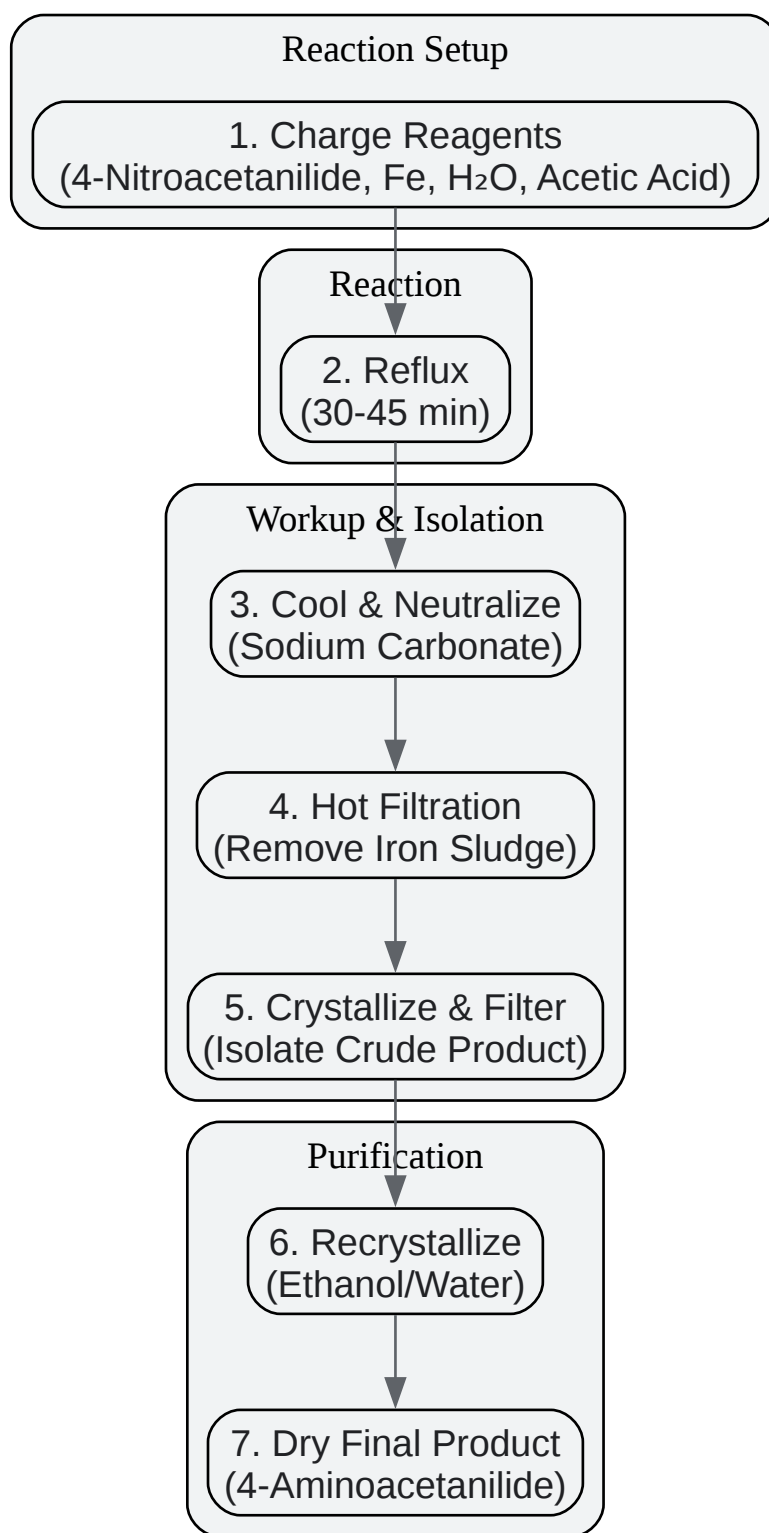 Reaction Setup
1. Charge Reagents
(4-Nitroacetanilide, Fe, H₂O, Acetic Acid)
Reaction
2. Reflux
(30-45 min)
Workup & Isolation
3. Cool & Neutralize
(Sodium Carbonate)
4. Hot Filtration
(Remove Iron Sludge)
5. Crystallize & Filter
(Isolate Crude Product)
Purification
6. Recrystallize
(Ethanol/Water)
7. Dry Final Product
(4-Aminoacetanilide)